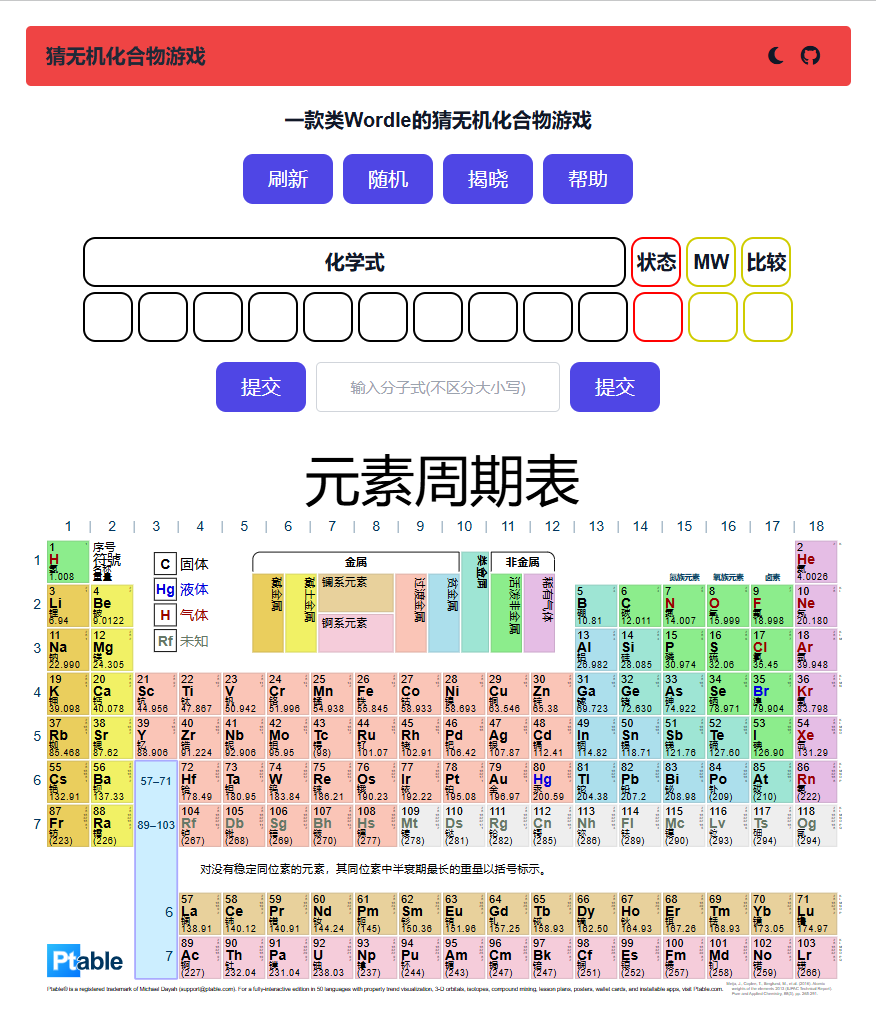 猜无机化合物游戏
一款类Wordle的猜无机化合物游戏
刷新 随机 揭晓 帮助
化学式 状态 MW 比较
提交 输入分子式(不区分大小写) 提交
元素周期表
1 | 2 | 3 | 4 | 5 | 6 | 7 | 8 | 9 | 10 | 11 | 12 | 13 | 14 | 15 | 16 | 17 | 18
序号
符號
名称
重量
C 固体
Hg 液体
H 气体
Rf 未知
金属 类金属 非金属
碱金属 碱土金属 镧系元素 锕系元素 过渡金属 贫金属 活泼非金属 稀有气体
氮族元素 氧族元素 卤素
1
1 H 氢 1.008
2 He 氦 4.0026
2
3 Li 锂 6.94
4 Be 铍 9.0122
5 B 硼 10.81
6 C 碳 12.011
7 N 氮 14.007
8 O 氧 15.999
9 F 氟 18.998
10 Ne 氖 20.180
3
11 Na 钠 22.990
12 Mg 镁 24.305
13 Al 铝 26.982
14 Si 硅 28.085
15 P 磷 30.974
16 S 硫 32.06
17 Cl 氯 35.45
18 Ar 氩 39.948
4
19 K 钾 39.098
20 Ca 钙 40.078
21 Sc 钪 44.956
22 Ti 钛 47.867
23 V 钒 50.942
24 Cr 铬 51.996
25 Mn 锰 54.938
26 Fe 铁 55.845
27 Co 钴 58.933
28 Ni 镍 58.693
29 Cu 铜 63.546
30 Zn 锌 65.38
31 Ga 镓 69.723
32 Ge 锗 72.630
33 As 砷 74.922
34 Se 硒 78.971
35 Br 溴 79.904
36 Kr 氪 83.798
5
37 Rb 铷 85.468
38 Sr 锶 87.62
39 Y 钇 88.906
40 Zr 锆 91.224
41 Nb 铌 92.906
42 Mo 钼 95.95
43 Tc 锝 (98)
44 Ru 钌 101.07
45 Rh 铑 102.91
46 Pd 钯 106.42
47 Ag 银 107.87
48 Cd 镉 112.41
49 In 铟 114.82
50 Sn 锡 118.71
51 Sb 锑 121.76
52 Te 碲 127.60
53 I 碘 126.90
54 Xe 氙 131.29
6
55 Cs 铯 132.91
56 Ba 钡 137.33
57–71
72 Hf 铪 178.49
73 Ta 钽 180.95
74 W 钨 183.84
75 Re 铼 186.21
76 Os 锇 190.23
77 Ir 铱 192.22
78 Pt 铂 195.08
79 Au 金 196.97
80 Hg 汞 200.59
81 Tl 铊 204.38
82 Pb 铅 207.2
83 Bi 铋 208.98
84 Po 钋 (209)
85 At 砹 (210)
86 Rn 氡 (222)
7
87 Fr 钫 (223)
88 Ra 镭 (226)
89–103
104 Rf 𬬻 (267)
105 Db 𬭊 (268)
106 Sg 𬭳 (269)
107 Bh 𬭛 (270)
108 Hs 𬭶 (277)
109 Mt 鿏 (278)
110 Ds 𫟼 (281)
111 Rg 𬬭 (282)
112 Cn 鿔 (285)
113 Nh 鿭 (286)
114 Fl 𫓧 (289)
115 Mc 镆 (290)
116 Lv 𫟷 (293)
117 Ts 鿬 (294)
118 Og 鿫 (294)
对没有稳定同位素的元素，其同位素中半衰期最长的重量以括号标示。
6
57 La 镧 138.91
58 Ce 铈 140.12
59 Pr 镨 140.91
60 Nd 钕 144.24
61 Pm 钷 (145)
62 Sm 钐 150.36
63 Eu 铕 151.96
64 Gd 钆 157.25
65 Tb 铽 158.93
66 Dy 镝 162.50
67 Ho 钬 164.93
68 Er 铒 167.26
69 Tm 铥 168.93
70 Yb 镱 173.05
71 Lu 镥 174.97
7
89 Ac 锕 (227)
90 Th 钍 232.04
91 Pa 镤 231.04
92 U 铀 238.03
93 Np 镎 (237)
94 Pu 钚 (244)
95 Am 镅 (243)
96 Cm 锔 (247)
97 Bk 锫 (247)
98 Cf 锎 (251)
99 Es 锿 (252)
100 Fm 镄 (257)
101 Md 钔 (258)
102 No 锘 (259)
103 Lr 铹 (266)
Ptable
Ptable® is a registered trademark of Michael Dayah (support@ptable.com). For a fully-interactive edition in 50 languages with property trend visualization, 3-D orbitals, isotopes, compound mining, lesson plans, posters, wallet cards, and installable apps, visit Ptable.com.